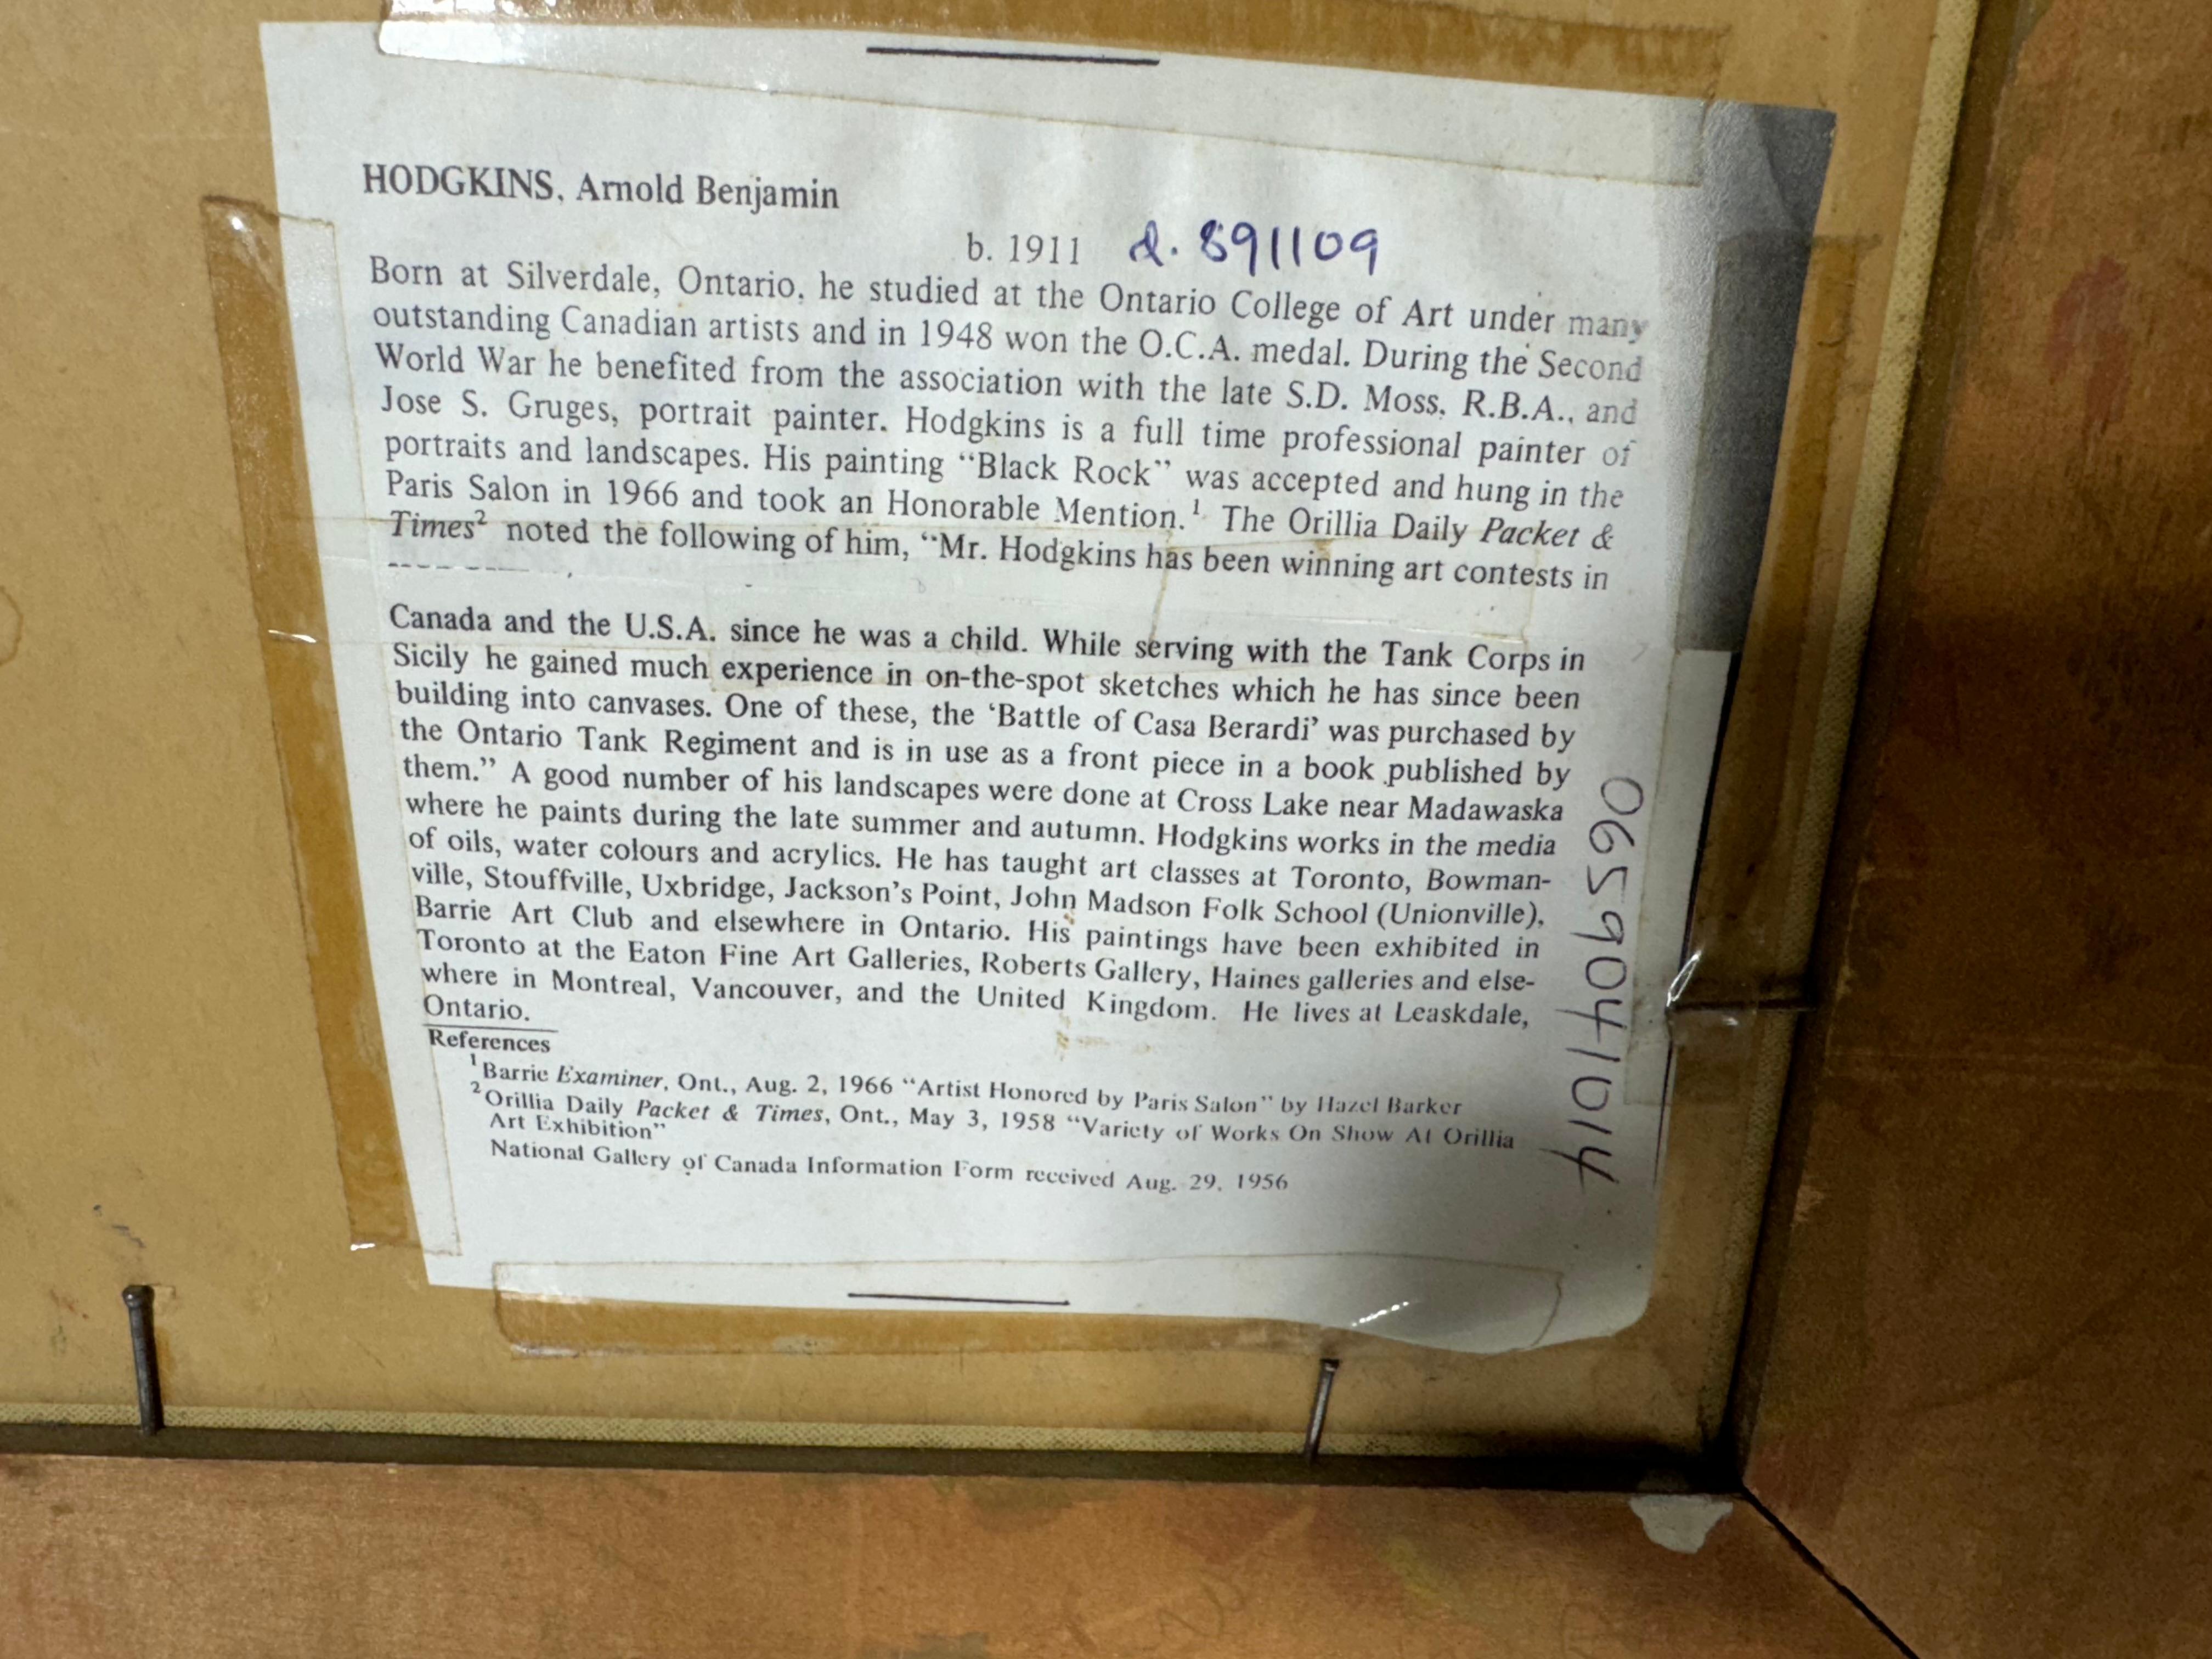 HODGKINS, Arnold Benjamin
b. 1911 d. 891109
Born at Silverdale, Ontario, he studied at the Ontario College of Art under many
outstanding Canadian artists and in 1948 won the O.C.A. medal. During the Second
World War he benefited from the association with the late S.D. Moss, R.B.A., and
Jose S. Gruges, portrait painter. Hodgkins is a full time professional painter of
portraits and landscapes. His painting “Black Rock” was accepted and hung in the
Paris Salon in 1966 and took an Honorable Mention.¹ The Orillia Daily Packet &
Times² noted the following of him, “Mr. Hodgkins has been winning art contests in
Canada and the U.S.A. since he was a child. While serving with the Tank Corps in
Sicily he gained much experience in on-the-spot sketches which he has since been
building into canvases. One of these, the ‘Battle of Casa Berardi’ was purchased by
the Ontario Tank Regiment and is in use as a front piece in a book published by
them.” A good number of his landscapes were done at Cross Lake near Madawaska
where he paints during the late summer and autumn. Hodgkins works in the media
of oils, water colours and acrylics. He has taught art classes at Toronto, Bowman-
ville, Stouffville, Uxbridge, Jackson’s Point, John Madson Folk School (Unionville),
Barrie Art Club and elsewhere in Ontario. His paintings have been exhibited in
Toronto at the Eaton Fine Art Galleries, Roberts Gallery, Haines galleries and else-
where in Montreal, Vancouver, and the United Kingdom. He lives at Leaskdale,
Ontario.
References
¹Barrie Examiner, Ont., Aug. 2, 1966 “Artist Honored by Paris Salon” by Hazel Barker
²Orillia Daily Packet & Times, Ont., May 3, 1958 “Variety of Works On Show At Orillia
Art Exhibition”
National Gallery of Canada Information Form received Aug. 29, 1956
0659041014